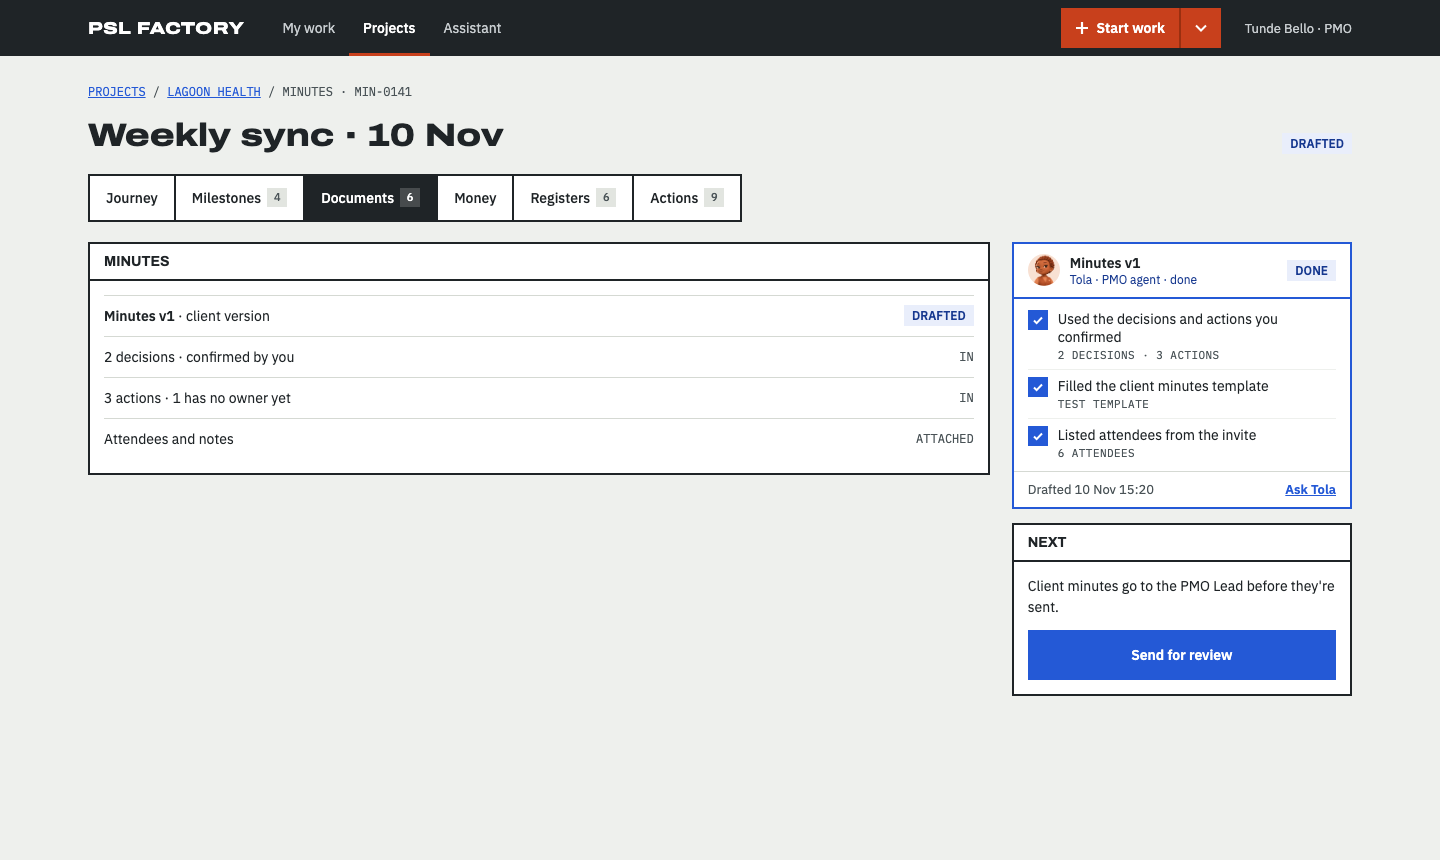 PSL FACTORY
My work
Projects
Assistant
Start work
Tunde Bello · PMO
PROJECTS / LAGOON HEALTH / MINUTES · MIN-0141
Weekly sync · 10 Nov
DRAFTED
Journey
Milestones 4
Documents 6
Money
Registers 6
Actions 9
MINUTES
Minutes v1 · client version
DRAFTED
2 decisions · confirmed by you
IN
3 actions · 1 has no owner yet
IN
Attendees and notes
ATTACHED
Minutes v1
Tola · PMO agent · done
DONE
Used the decisions and actions you
confirmed
2 DECISIONS · 3 ACTIONS
Filled the client minutes template
TEST TEMPLATE
Listed attendees from the invite
6 ATTENDEES
Drafted 10 Nov 15:20
Ask Tola
NEXT
Client minutes go to the PMO Lead before they're
sent.
Send for review